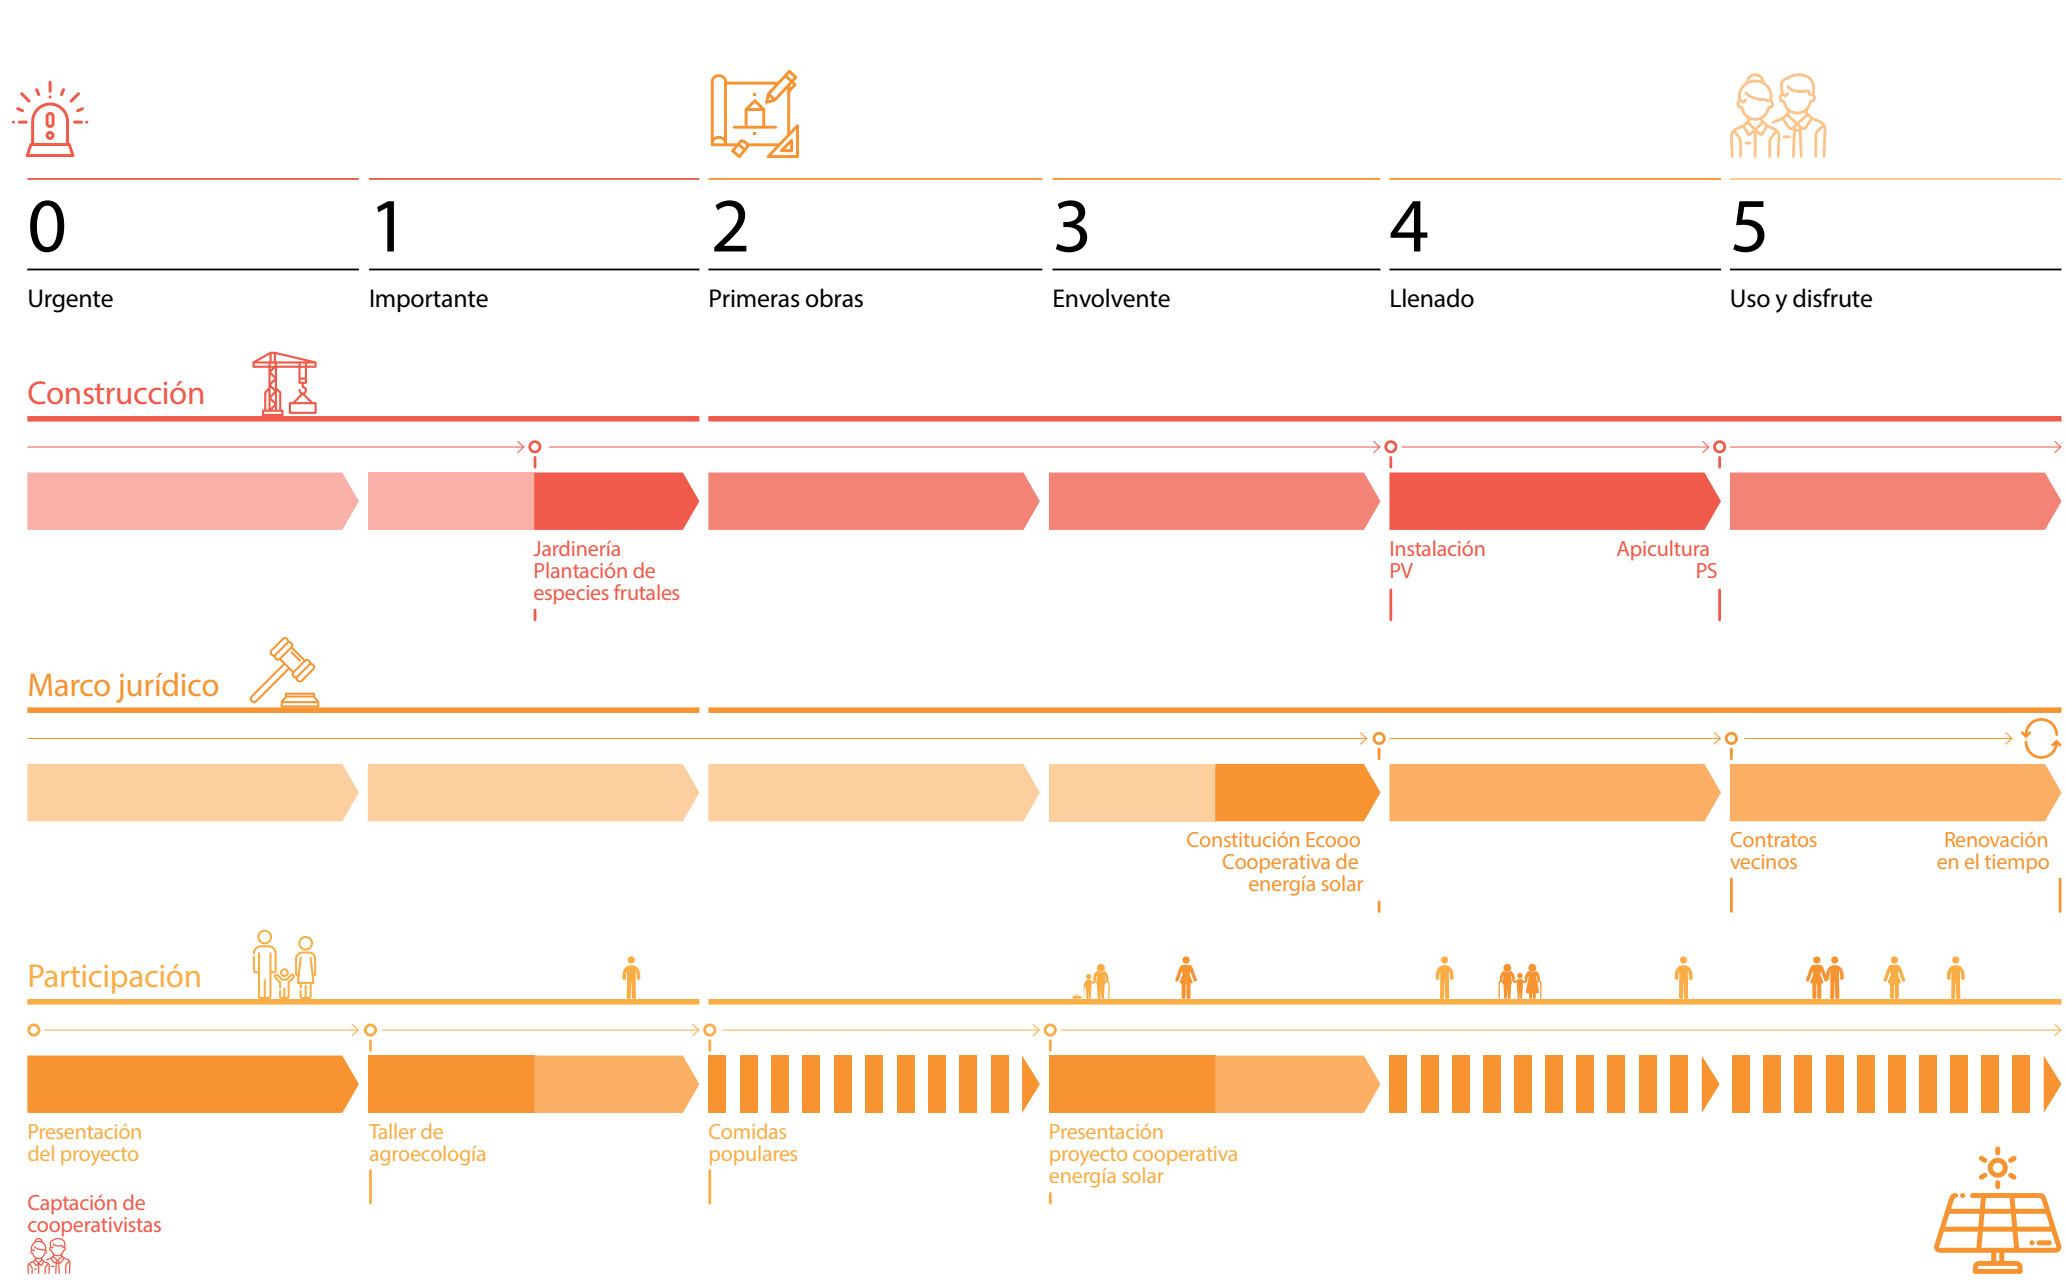 0
1
2
3
4
5
Urgente
Importante
Primeras obras
Envolvente
Llenado
Uso y disfrute
Construcción
Jardinería
Plantación de
especies frutales
Instalación
PV
Apicultura
PS
Marco jurídico
Constitución Ecooo
Cooperativa de
energía solar
Contratos
vecinos
Renovación
en el tiempo
Participación
Presentación
del proyecto
Taller de
agroecología
Comidas
populares
Presentación
proyecto cooperativa
energía solar
Captación de
cooperativistas